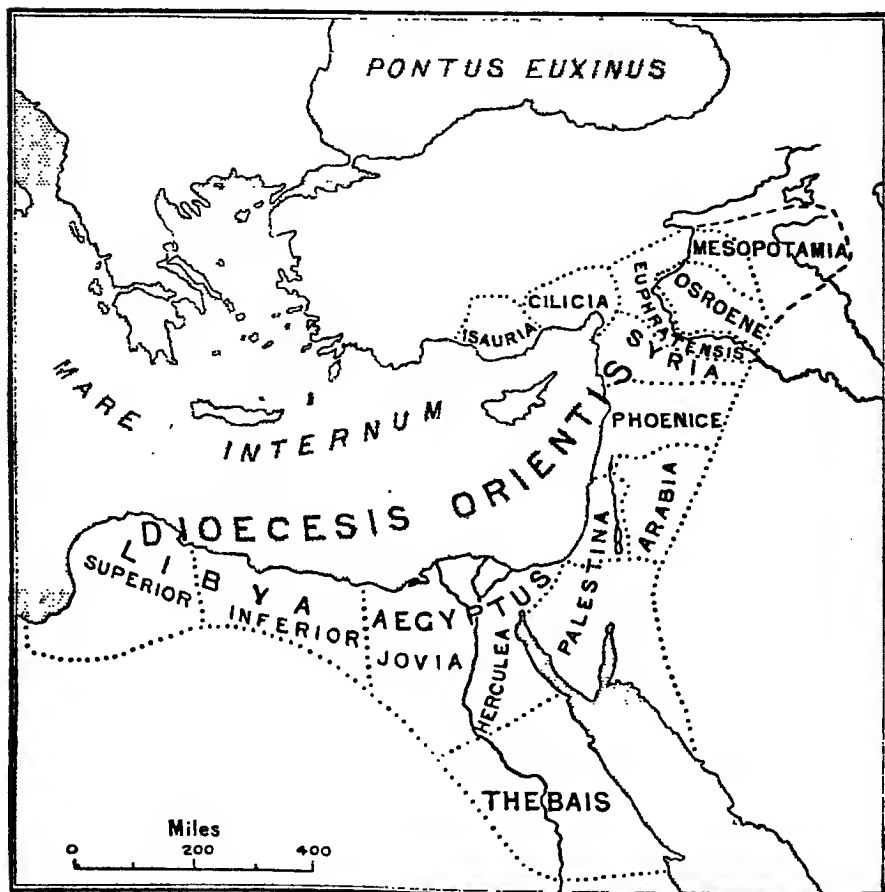 PONTUS EUXINUS
MESOPOTAMIA
OSROENE
EUPHRATENSIS
CILICIA
ISAURIA
SYRIA
PHOENICE
MARE INTERNUM
DIOECESIS ORIENTIS
ARABIA
PALESTINA
LIBYA
SUPERIOR
INFERIOR
AEGYPTUS
JOVIA
HERCULEA
THEBAIS
Miles
0 200 400